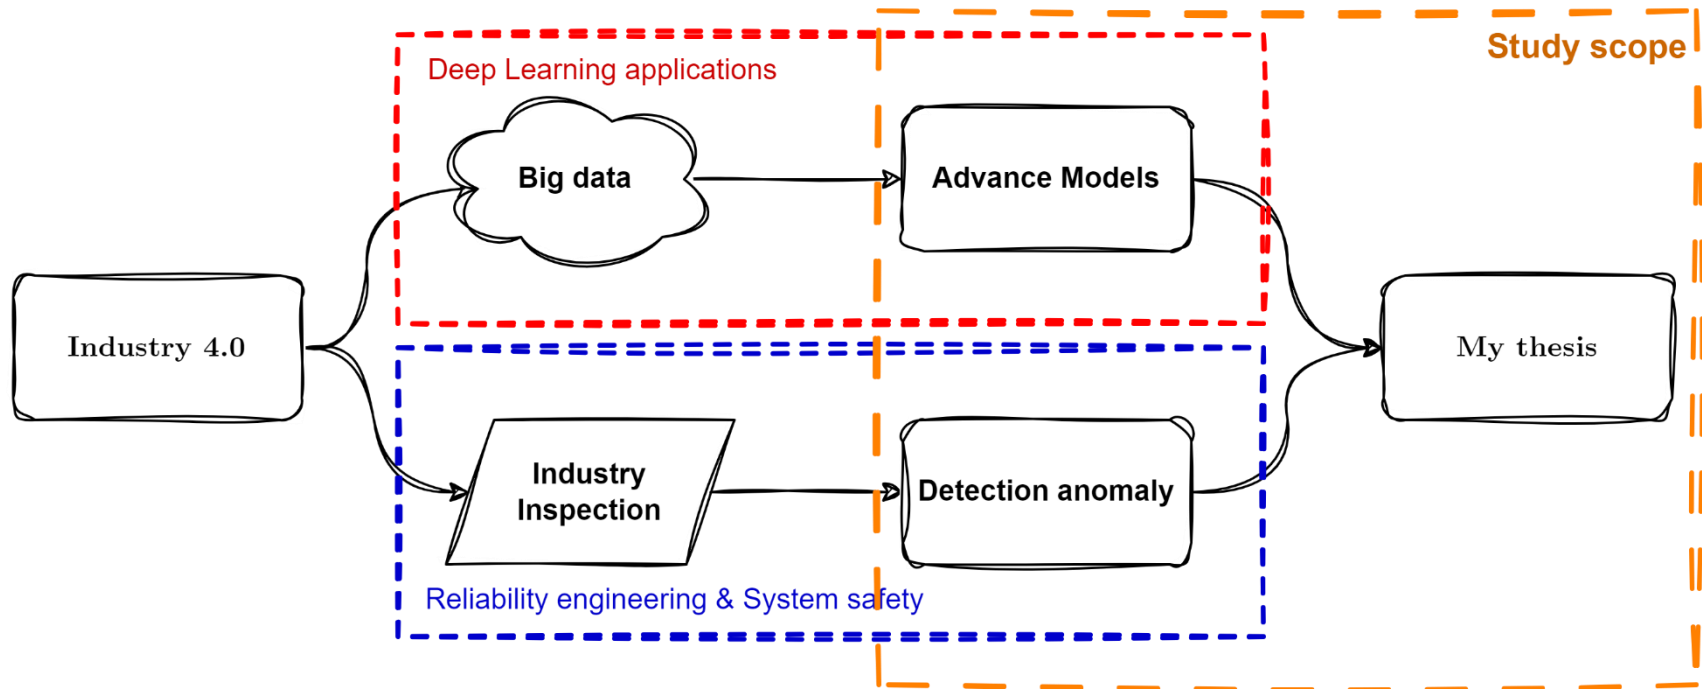 Study scope
Deep Learning applications
Big data
Advance Models
Industry 4.0
My thesis
Industry
Inspection
Detection anomaly
Reliability engineering & System safety